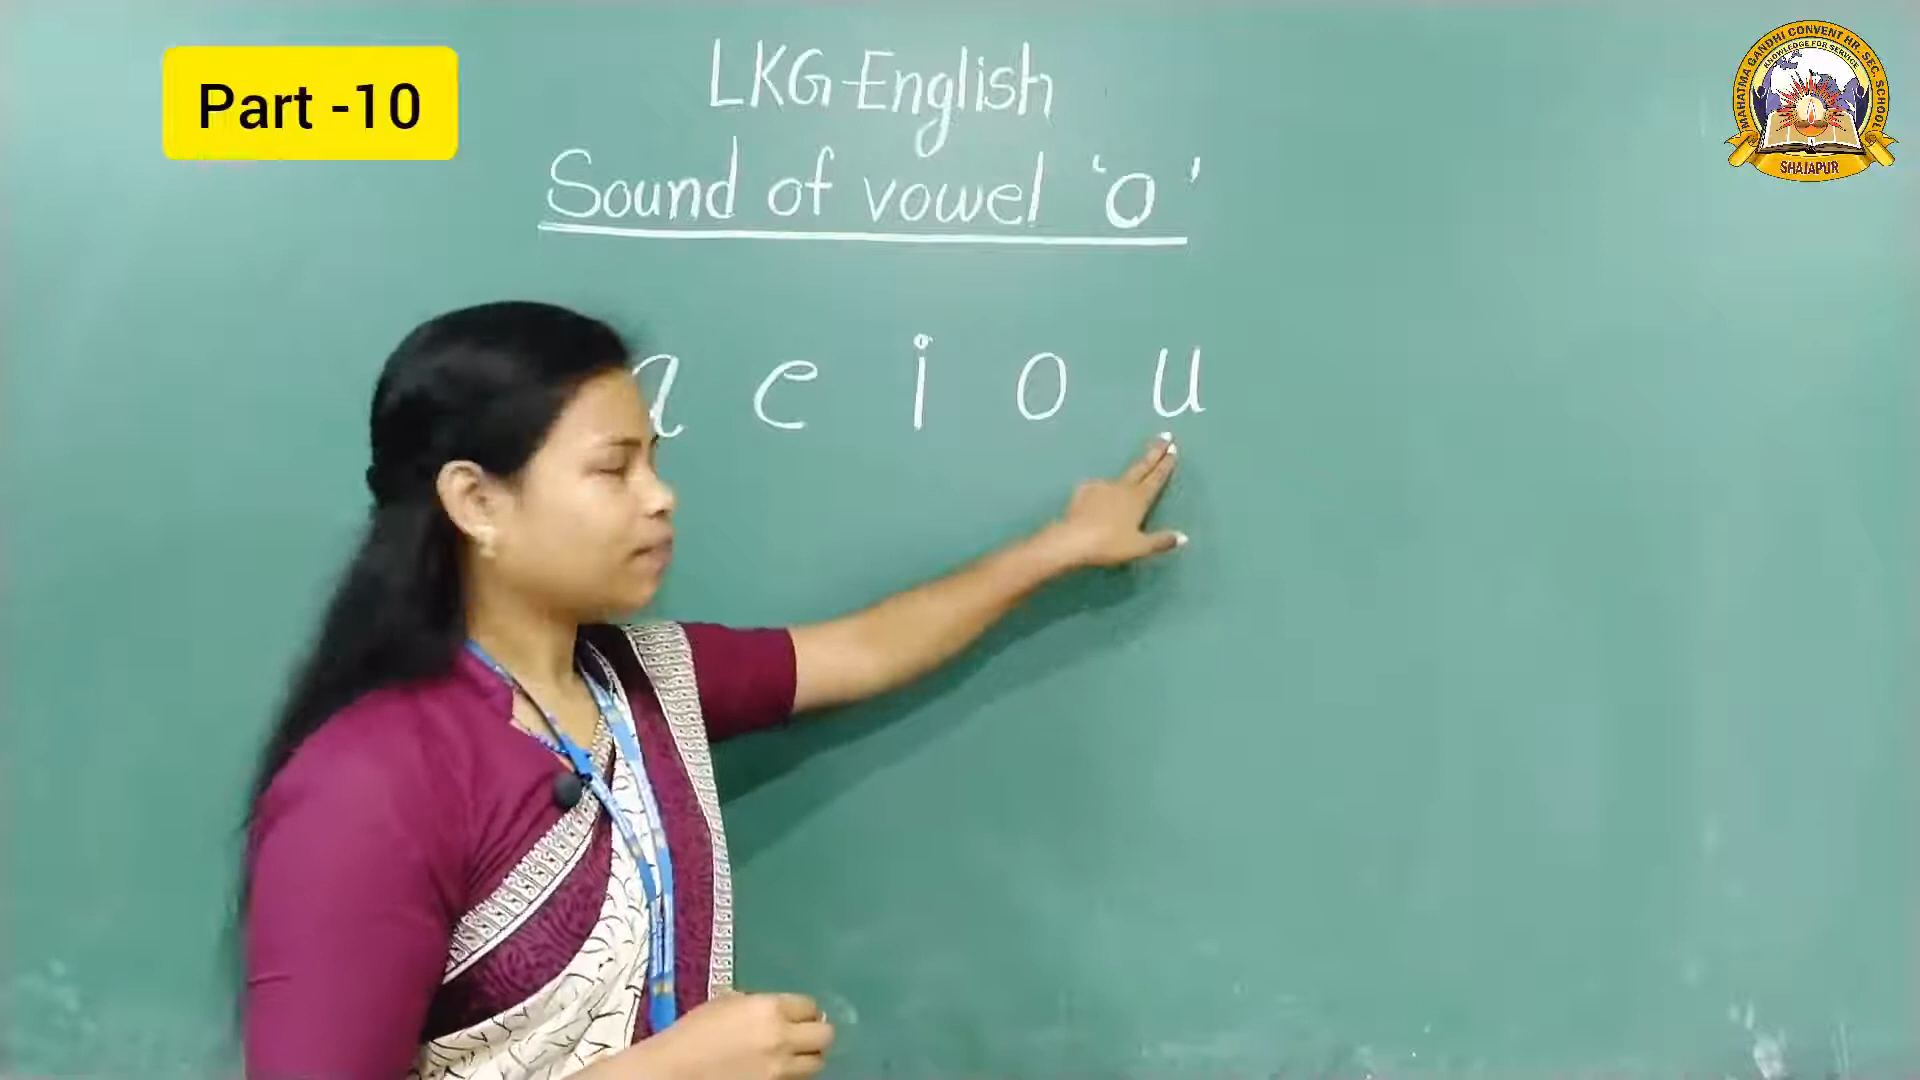 Part -10
LKG-English
Sound of vowel 'o'
a e i o u
MAHATMA GANDHI CONVENT HR. SEC. SCHOOL
KNOWLEDGE FOR SERVICE
SHAJAPUR